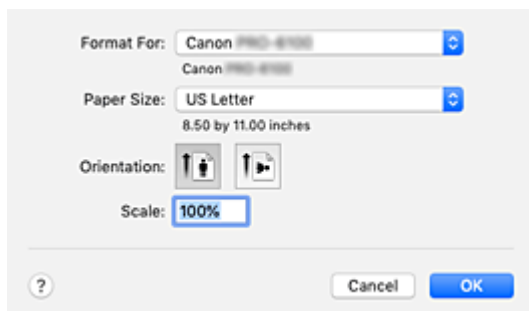 Format For: Canon
Canon
Paper Size: US Letter
8.50 by 11.00 inches
Orientation:
Scale: 100%
? Cancel OK